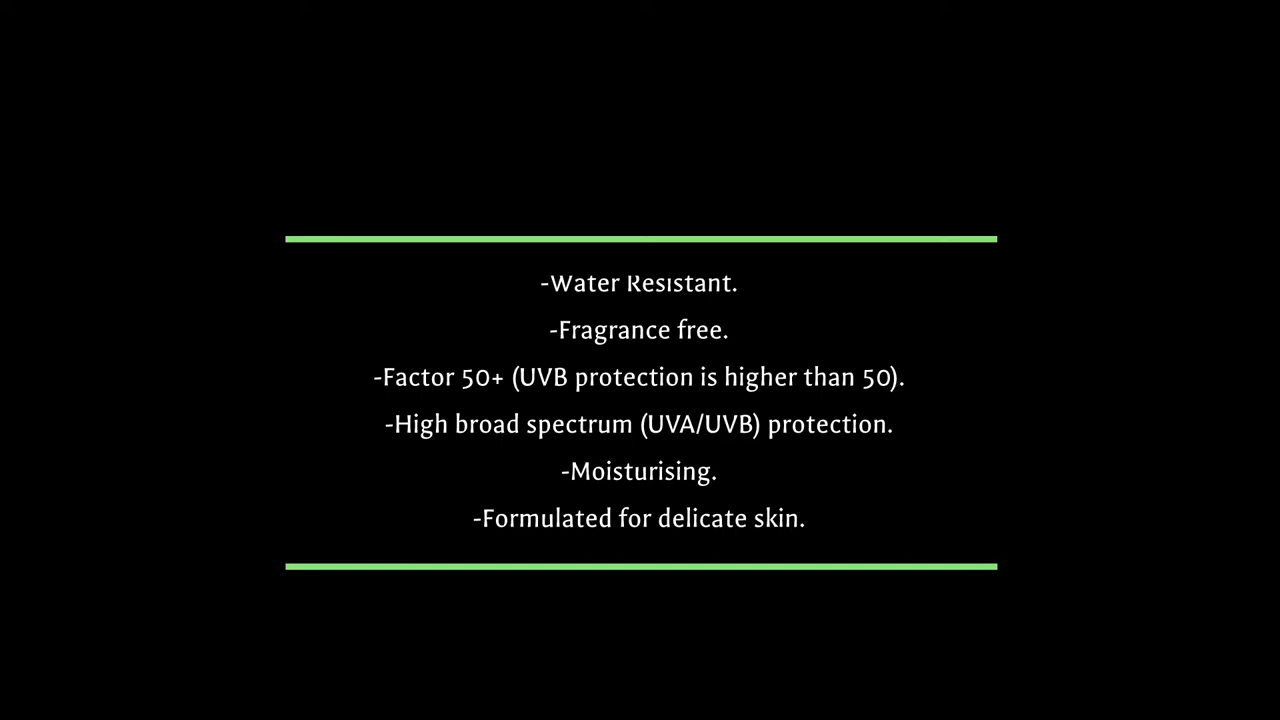 -Water Resistant.
-Fragrance free.
-Factor 50+ (UVB protection is higher than 50).
-High broad spectrum (UVA/UVB) protection.
-Moisturising.
-Formulated for delicate skin.